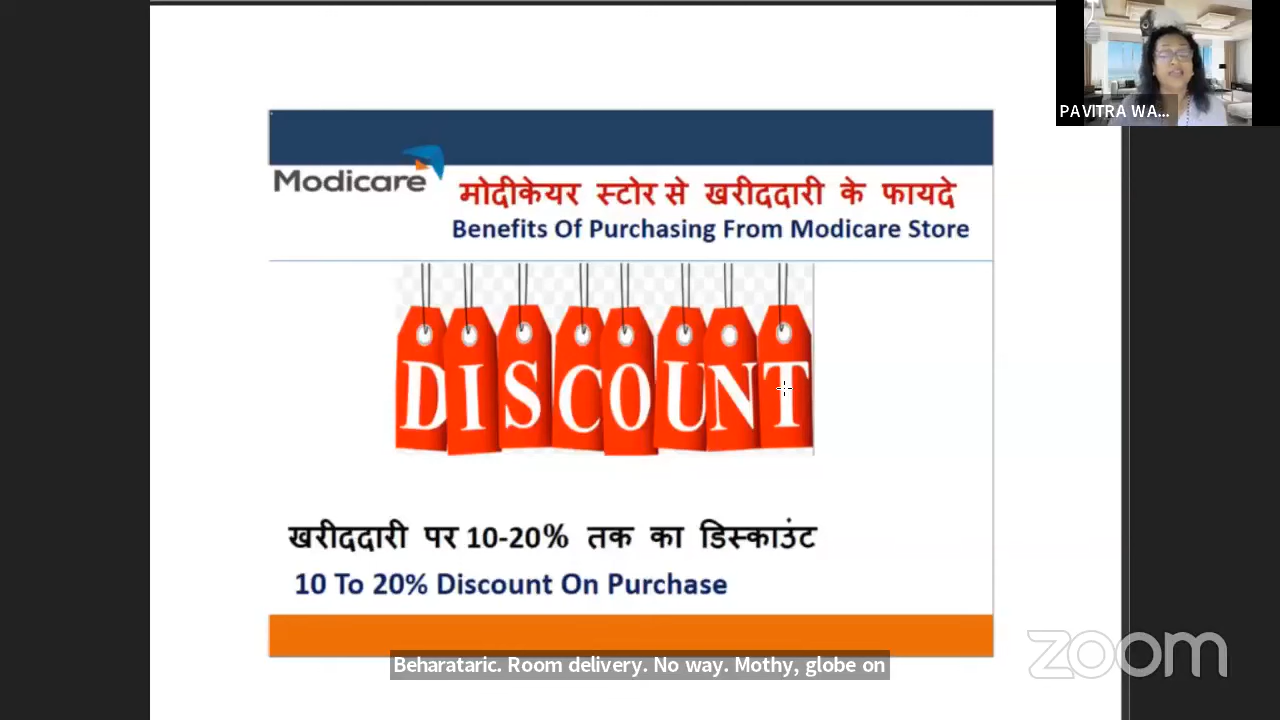 PAVITRA WA...
Modicare
मोदीकेयर स्टोर से खरीददारी के फायदे
Benefits Of Purchasing From Modicare Store
DISCOUNT
खरीददारी पर 10-20% तक का डिस्काउंट
10 To 20% Discount On Purchase
zoom
Beharataric. Room delivery. No way. Mothy, globe on